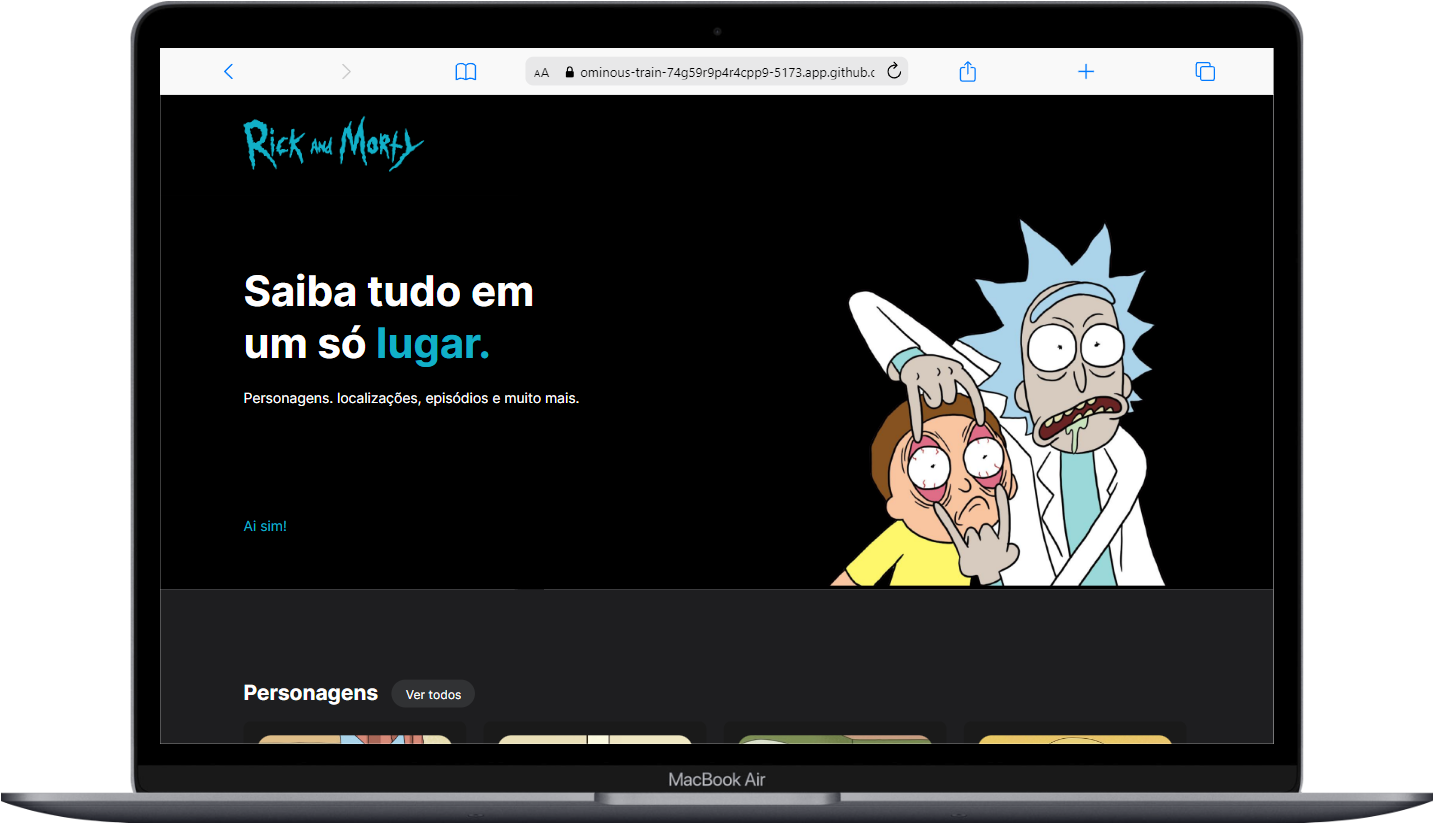 AA ominous-train-74g59r9p4r4cpp9-5173.app.github.c
Rick and Morty
Saiba tudo em
um só lugar.
Personagens. localizações, episódios e muito mais.
Ai sim!
Personagens Ver todos
MacBook Air